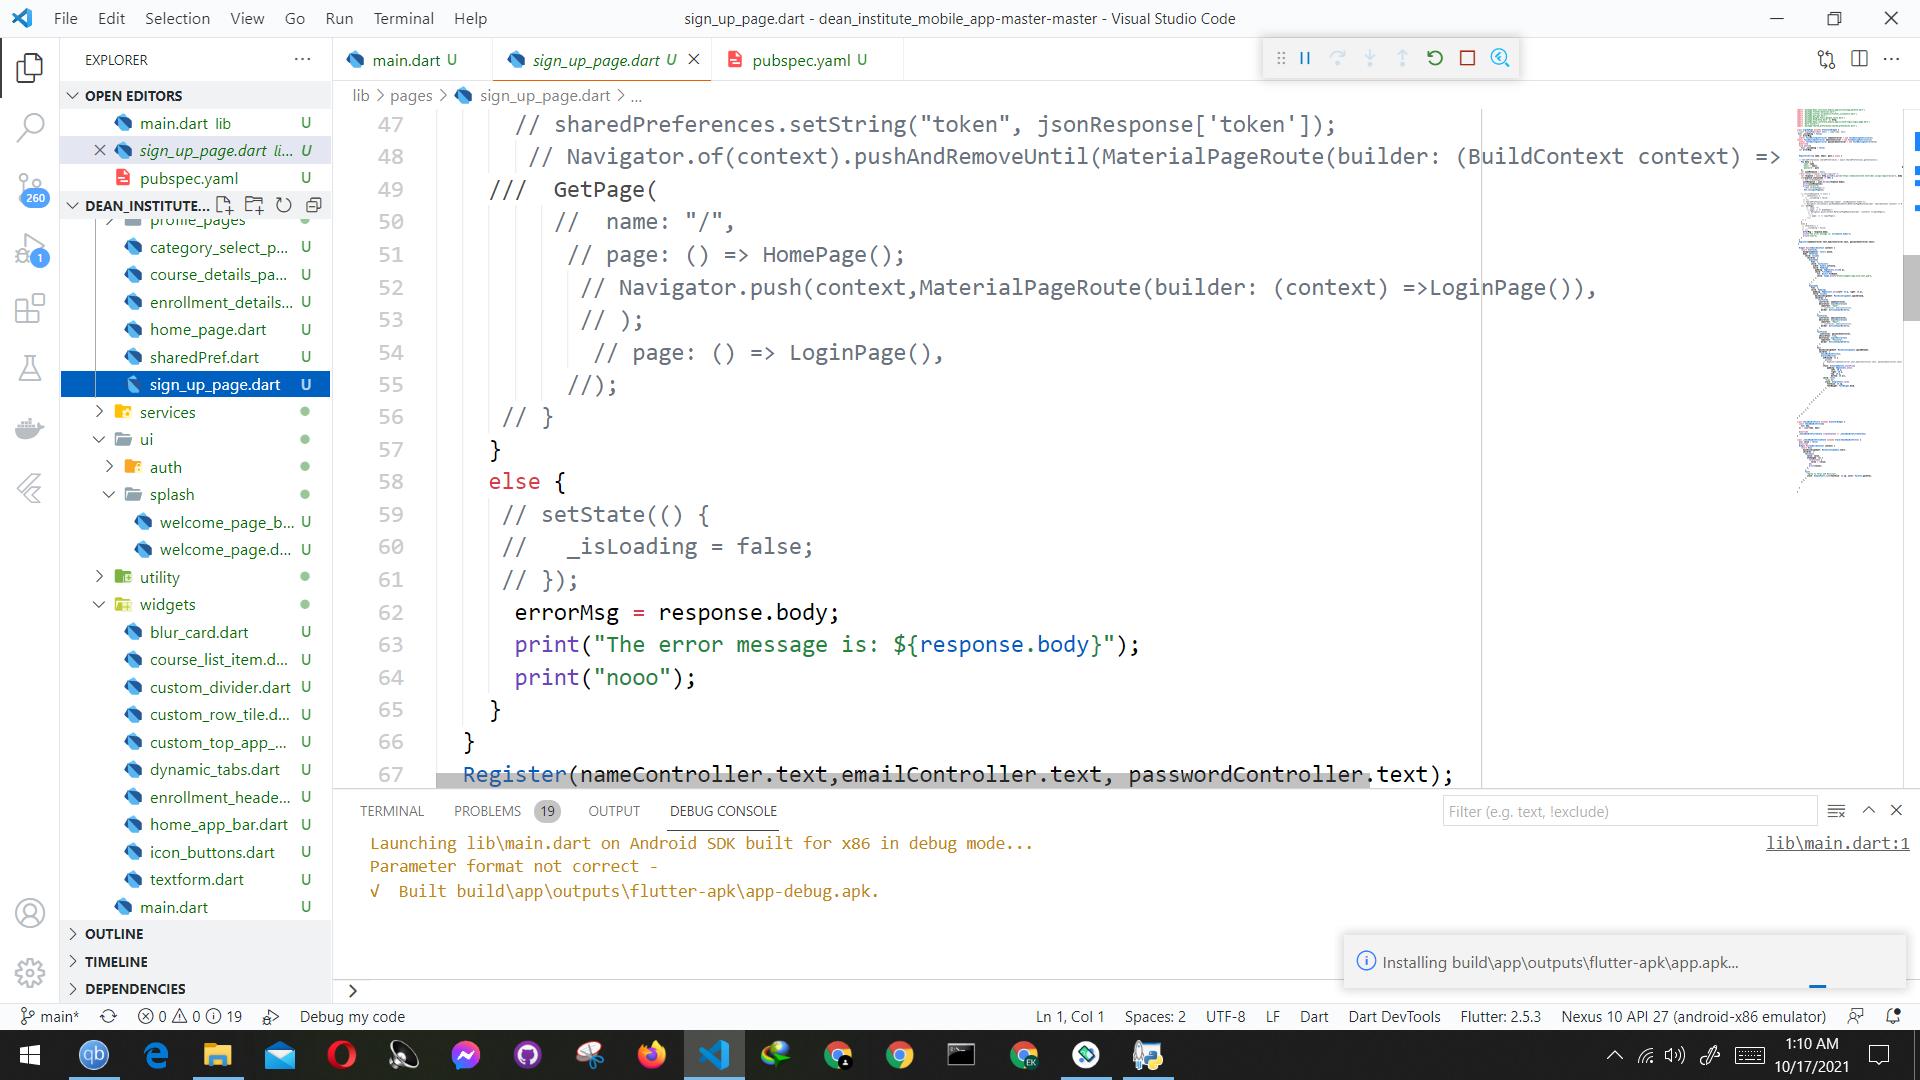 File Edit Selection View Go Run Terminal Help
sign_up_page.dart - dean_institute_mobile_app-master-master - Visual Studio Code
EXPLORER
main.dart U
sign_up_page.dart U
pubspec.yaml U
OPEN EDITORS
lib > pages > sign_up_page.dart > ...
main.dart lib U
sign_up_page.dart li... U
pubspec.yaml U
260
DEAN_INSTITUTE...
profile_pages
1
category_select_p... U
course_details_pa... U
enrollment_details... U
home_page.dart U
sharedPref.dart U
sign_up_page.dart U
services
ui
auth
splash
welcome_page_b... U
welcome_page.d... U
utility
widgets
blur_card.dart U
course_list_item.d... U
custom_divider.dart U
custom_row_tile.d... U
custom_top_app_... U
dynamic_tabs.dart U
enrollment_heade... U
home_app_bar.dart U
icon_buttons.dart U
textform.dart U
main.dart U
OUTLINE
TIMELINE
DEPENDENCIES
47 // sharedPreferences.setString("token", jsonResponse['token']);
48 // Navigator.of(context).pushAndRemoveUntil(MaterialPageRoute(builder: (BuildContext context) =>
49 /// GetPage(
50 // name: "/",
51 // page: () => HomePage();
52 // Navigator.push(context,MaterialPageRoute(builder: (context) =>LoginPage()),
53 // );
54 // page: () => LoginPage(),
55 //);
56 // }
57 }
58 else {
59 // setState(() {
60 // _isLoading = false;
61 // });
62 errorMsg = response.body;
63 print("The error message is: ${response.body}");
64 print("nooo");
65 }
66 }
67 Register(nameController.text,emailController.text, passwordController.text);
TERMINAL PROBLEMS 19 OUTPUT DEBUG CONSOLE
Filter (e.g. text, !exclude)
Launching lib\main.dart on Android SDK built for x86 in debug mode...
lib\main.dart:1
Parameter format not correct -
√ Built build\app\outputs\flutter-apk\app-debug.apk.
Installing build\app\outputs\flutter-apk\app.apk...
main* 0 0 19 Debug my code
Ln 1, Col 1 Spaces: 2 UTF-8 LF Dart Dart DevTools Flutter: 2.5.3 Nexus 10 API 27 (android-x86 emulator)
qb
EK
1:10 AM
10/17/2021